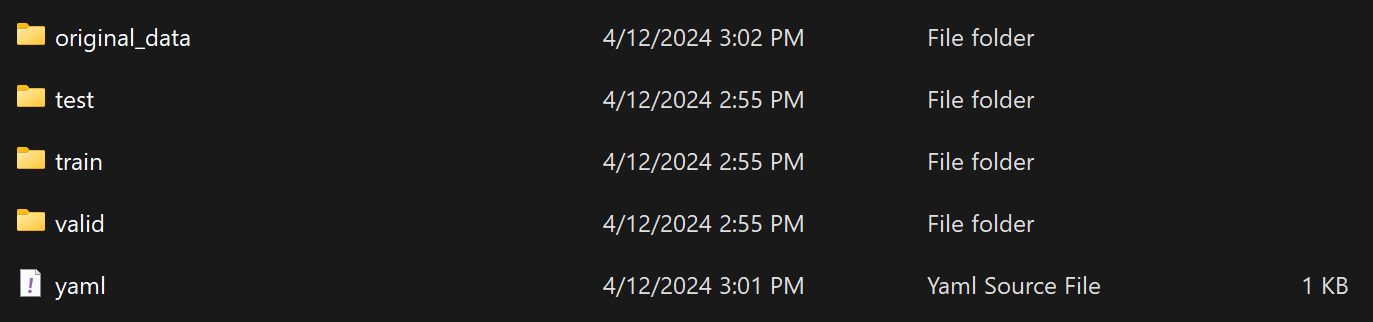 original_data 4/12/2024 3:02 PM File folder
test 4/12/2024 2:55 PM File folder
train 4/12/2024 2:55 PM File folder
valid 4/12/2024 2:55 PM File folder
yaml 4/12/2024 3:01 PM Yaml Source File 1 KB